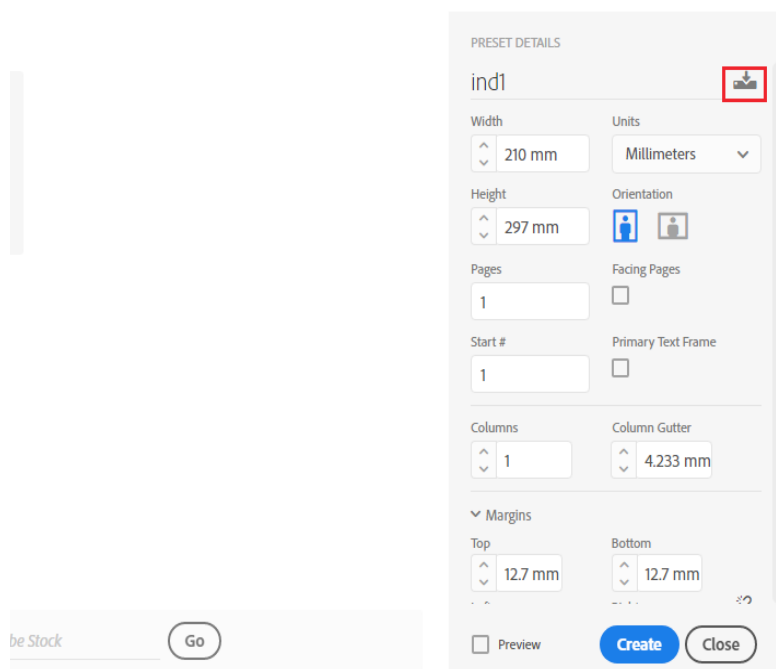 PRESET DETAILS
ind1
Width Units
210 mm Millimeters
Height Orientation
297 mm
Pages Facing Pages
1
Start # Primary Text Frame
1
Columns Column Gutter
1 4.233 mm
Margins
Top Bottom
12.7 mm 12.7 mm
be Stock Go
Preview Create Close